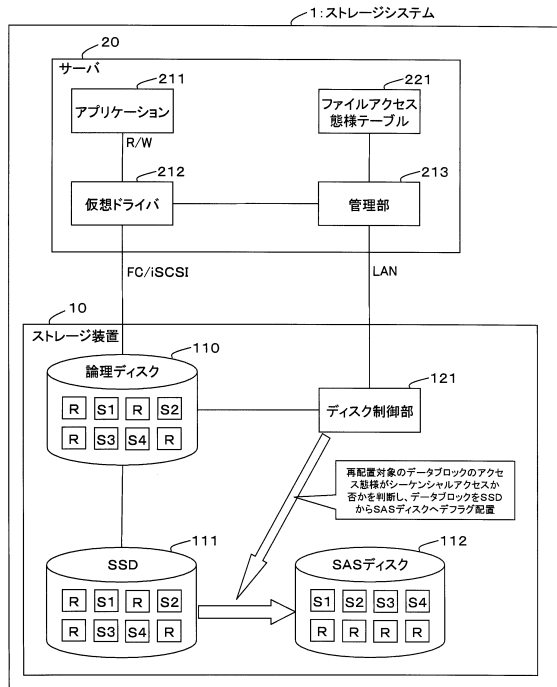 1:ストレージシステム
20
サーバ
211
アプリケーション
221
ファイルアクセス
態様テーブル
R/W
212
仮想ドライバ
213
管理部
FC/iSCSI
LAN
10
ストレージ装置
110
論理ディスク
R S1 R S2
R S3 S4 R
121
ディスク制御部
再配置対象のデータブロックのアクセ
ス態様がシーケンシャルアクセスか
否かを判断し、データブロックをSSD
からSASディスクへデフラグ配置
111
SSD
R S1 R S2
R S3 S4 R
112
SASディスク
S1 S2 S3 S4
R R R R